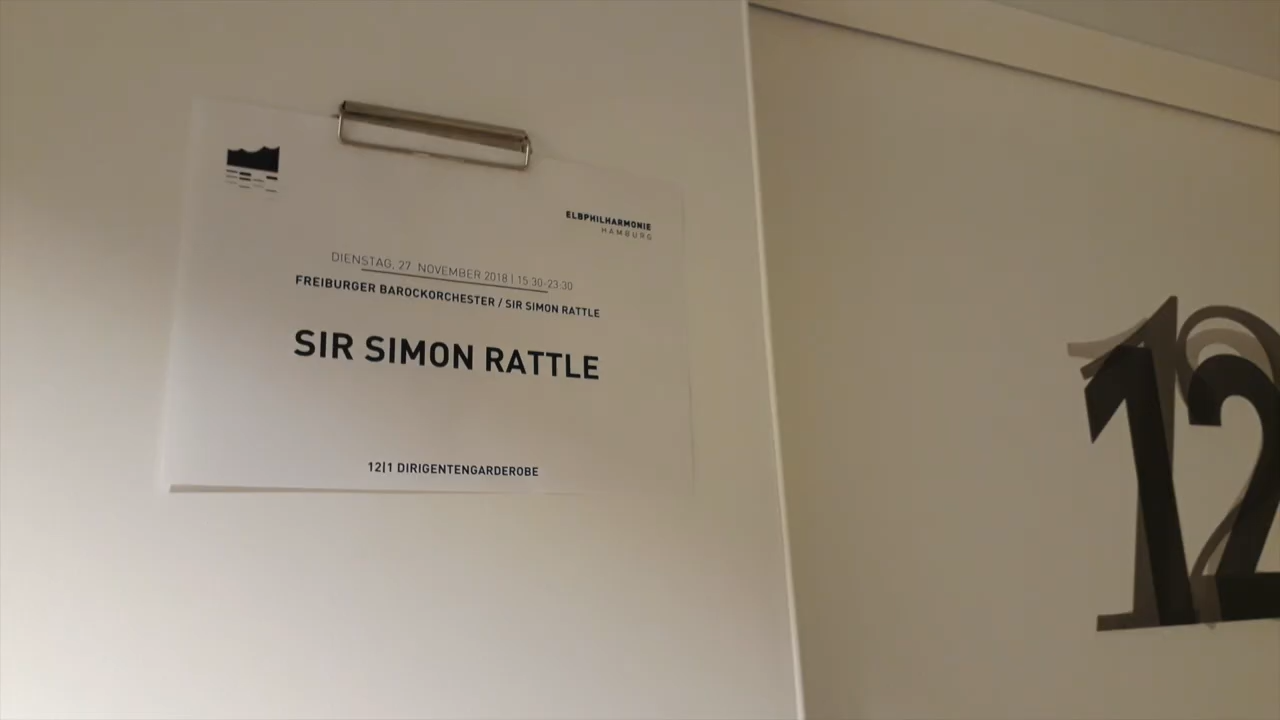 ELBPHILHARMONIE
HAMBURG
DIENSTAG, 27. NOVEMBER 2018 | 15:30-23:30
FREIBURGER BAROCKORCHESTER / SIR SIMON RATTLE
SIR SIMON RATTLE
12|1 DIRIGENTENGARDEROBE
12